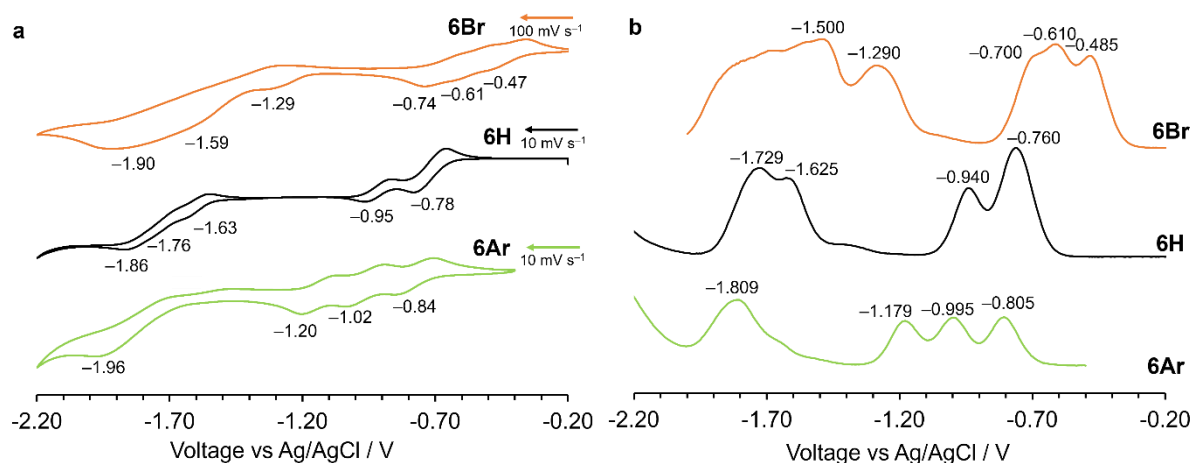 a
6Br
100 mV s⁻¹
−0.47
−0.61
−0.74
−1.29
−1.59
−1.90
6H
10 mV s⁻¹
−0.78
−0.95
−1.63
−1.76
−1.86
6Ar
10 mV s⁻¹
−0.84
−1.02
−1.20
−1.96
-2.20 -1.70 -1.20 -0.70 -0.20
Voltage vs Ag/AgCl / V
b
−1.500
−1.290
−0.700
−0.610
−0.485
6Br
−1.729
−1.625
−0.940
−0.760
6H
−1.809
−1.179
−0.995
−0.805
6Ar
-2.20 -1.70 -1.20 -0.70 -0.20
Voltage vs Ag/AgCl / V